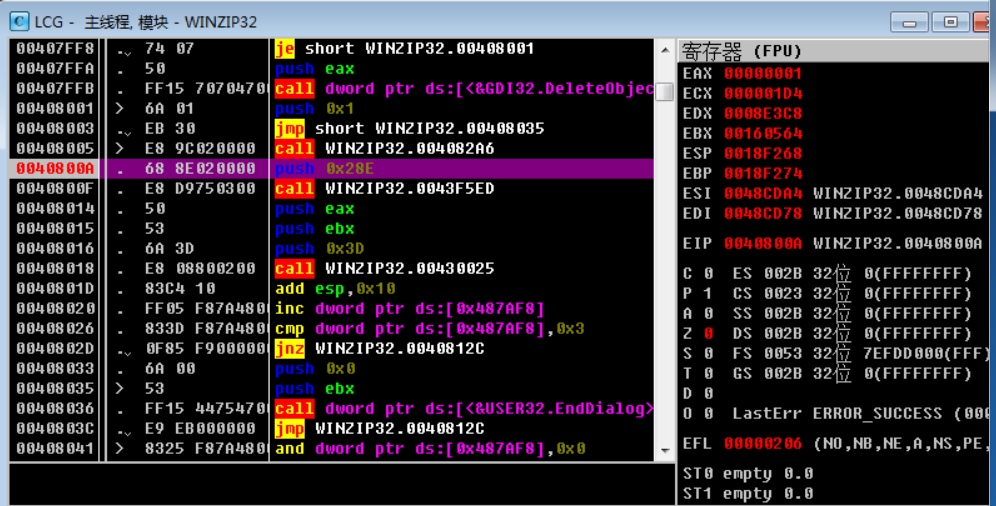 LCG - 主线程, 模块 - WINZIP32
00407FF8 .⌄ 74 07 je short WINZIP32.00408001
00407FFA . 50 push eax
00407FFB . FF15 7070470 call dword ptr ds:[<&GDI32.DeleteObjec
00408001 > 6A 01 push 0x1
00408003 .⌄ EB 30 jmp short WINZIP32.00408035
00408005 > E8 9C020000 call WINZIP32.004082A6
0040800A . 68 8E020000 push 0x28E
0040800F . E8 D9750300 call WINZIP32.0043F5ED
00408014 . 50 push eax
00408015 . 53 push ebx
00408016 . 6A 3D push 0x3D
00408018 . E8 08800200 call WINZIP32.00430025
0040801D . 83C4 10 add esp,0x10
00408020 . FF05 F87A480 inc dword ptr ds:[0x487AF8]
00408026 . 833D F87A480 cmp dword ptr ds:[0x487AF8],0x3
0040802D .⌄ 0F85 F900000 jnz WINZIP32.0040812C
00408033 . 6A 00 push 0x0
00408035 > 53 push ebx
00408036 . FF15 4475470 call dword ptr ds:[<&USER32.EndDialog>
0040803C .⌄ E9 EB000000 jmp WINZIP32.0040812C
00408041 > 8325 F87A480 and dword ptr ds:[0x487AF8],0x0
寄存器 (FPU)
EAX 00000001
ECX 000001D4
EDX 0008E3C8
EBX 00160564
ESP 0018F268
EBP 0018F274
ESI 0048CDA4 WINZIP32.0048CDA4
EDI 0048CD78 WINZIP32.0048CD78
EIP 0040800A WINZIP32.0040800A
C 0 ES 002B 32位 0(FFFFFFFF)
P 1 CS 0023 32位 0(FFFFFFFF)
A 0 SS 002B 32位 0(FFFFFFFF)
Z 0 DS 002B 32位 0(FFFFFFFF)
S 0 FS 0053 32位 7EFDD000(FFF)
T 0 GS 002B 32位 0(FFFFFFFF)
D 0
O 0 LastErr ERROR_SUCCESS (000
EFL 00000206 (NO,NB,NE,A,NS,PE,
ST0 empty 0.0
ST1 empty 0.0